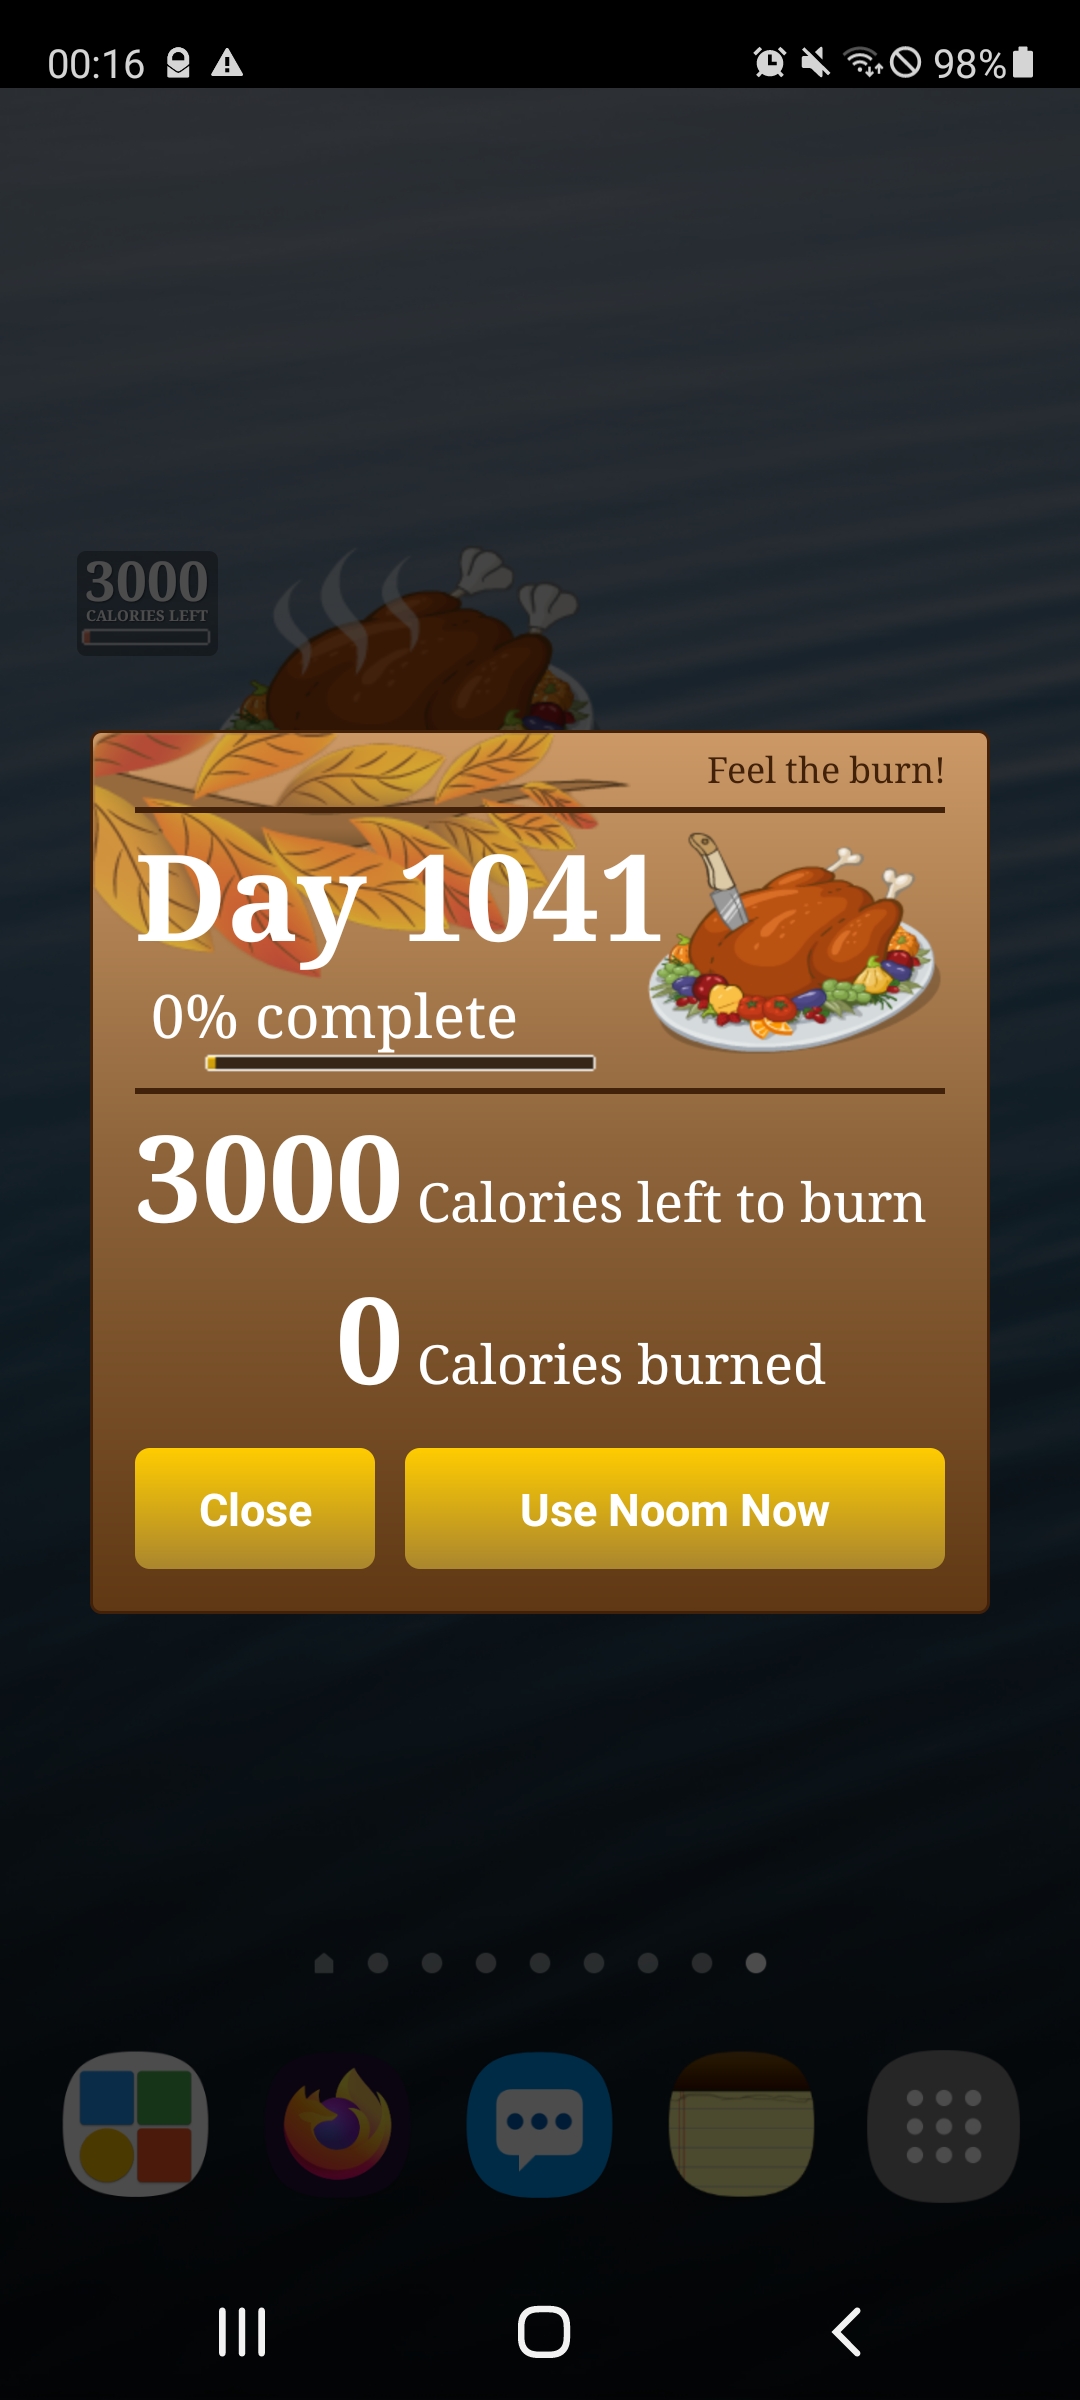 00:16
98%
3000
CALORIES LEFT
Feel the burn!
Day 1041
0% complete
3000 Calories left to burn
0 Calories burned
Close
Use Noom Now